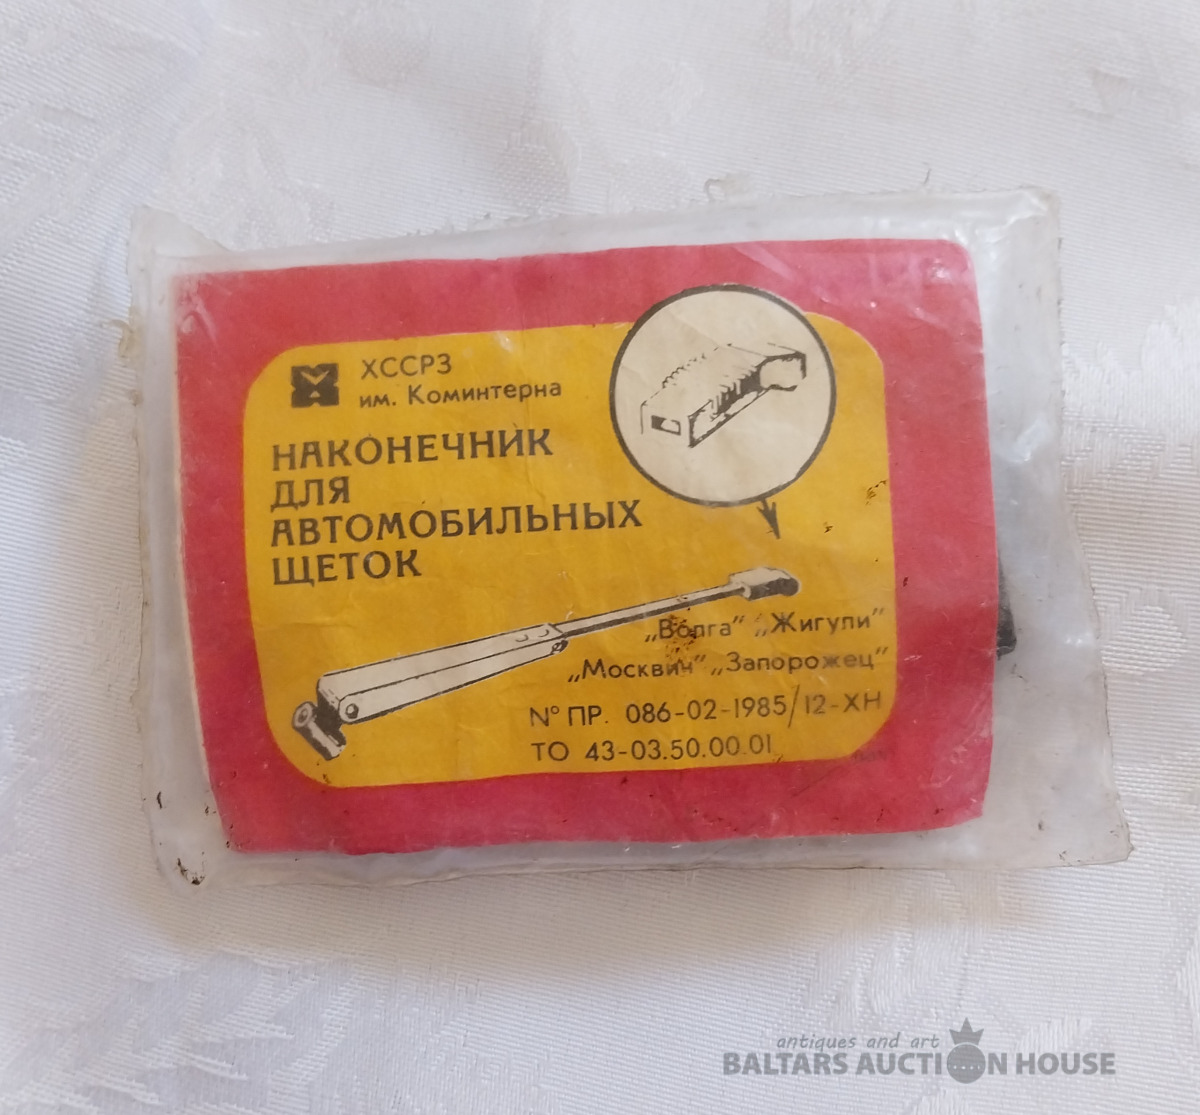 ХССРЗ
им. Коминтерна
НАКОНЕЧНИК
ДЛЯ
АВТОМОБИЛЬНЫХ
ЩЕТОК
„Волга" „Жигули"
„Москвич" „Запорожец"
N° ПР. 086-02-1985/12-ХН
ТО 43-03.50.00.01
antiques and art
BALTARS AUCTION HOUSE